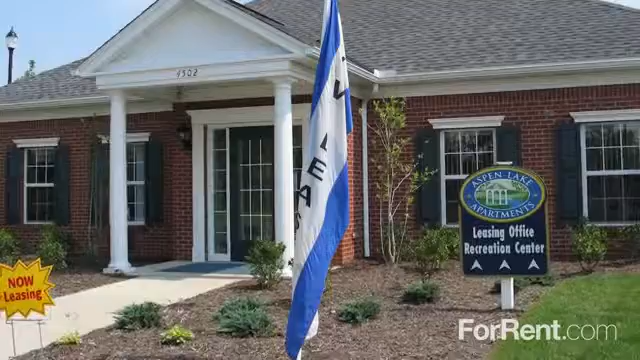 4502
ASPEN LAKE
APARTMENTS
Leasing Office
Recreation Center
NOW
Leasing
ForRent.com